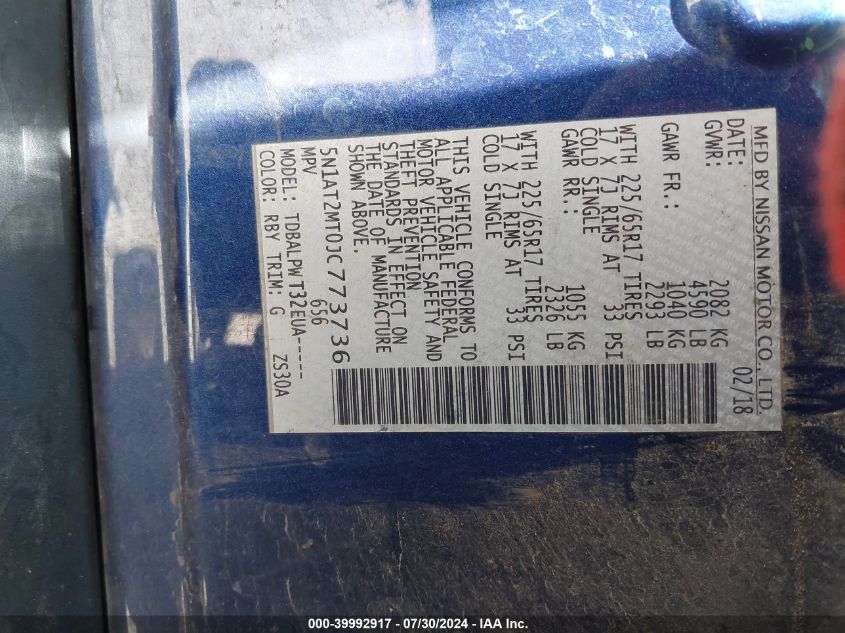 MFD BY NISSAN MOTOR CO., LTD.
DATE: 02/18
GVWR: 2082 KG
4590 LB
GAWR FR.: 1040 KG
2293 LB
WITH 225/65R17 TIRES
17 X 7J RIMS AT 33 PSI
COLD SINGLE
GAWR RR.: 1055 KG
2326 LB
WITH 225/65R17 TIRES
17 X 7J RIMS AT 33 PSI
COLD SINGLE
THIS VEHICLE CONFORMS TO
ALL APPLICABLE FEDERAL
MOTOR VEHICLE SAFETY AND
THEFT PREVENTION
STANDARDS IN EFFECT ON
THE DATE OF MANUFACTURE
SHOWN ABOVE.
5N1AT2MT0JC773736
MPV 656
MODEL: TDBALPWT32EUA-----
COLOR: RBY TRIM: G ZS30A
000-39992917 - 07/30/2024 - IAA Inc.